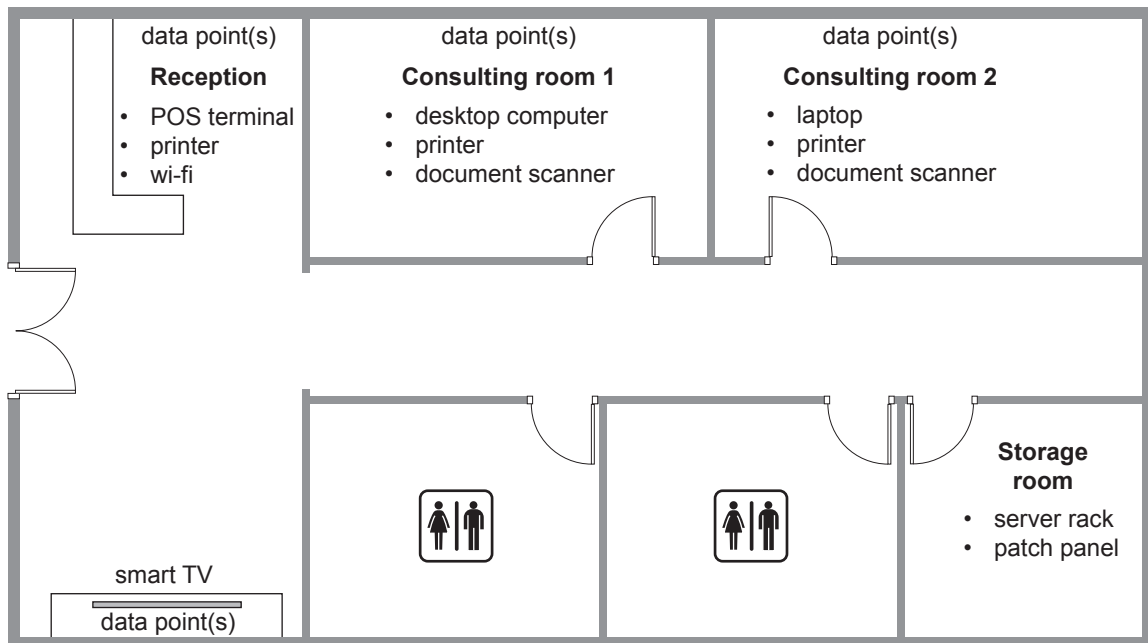 data point(s)
Reception
• POS terminal
• printer
• wi-fi
data point(s)
Consulting room 1
• desktop computer
• printer
• document scanner
data point(s)
Consulting room 2
• laptop
• printer
• document scanner
Storage
room
• server rack
• patch panel
smart TV
data point(s)